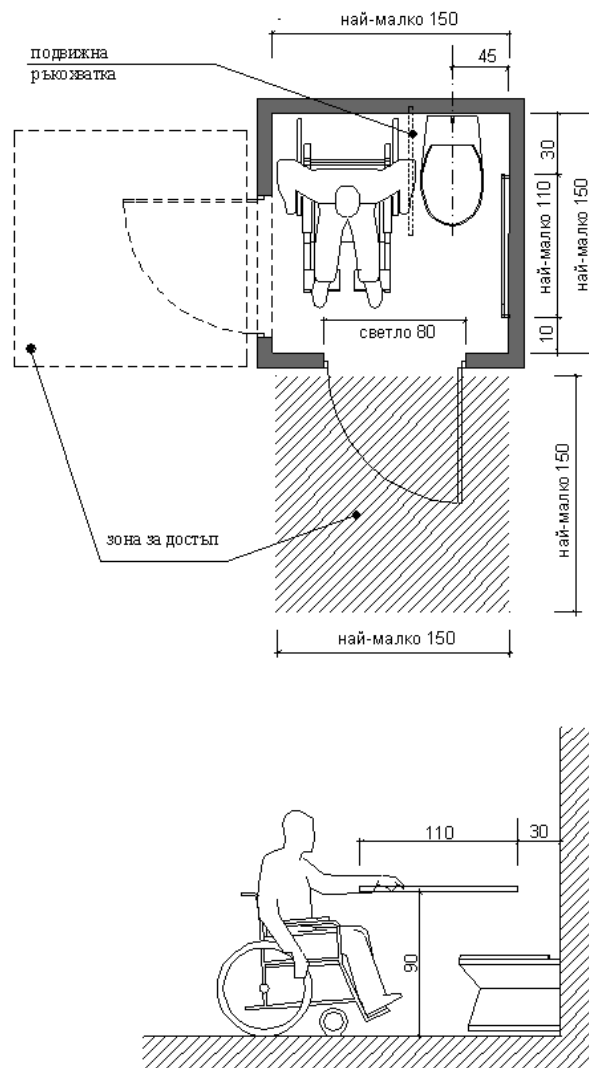 най-малко 150
подвижна
ръкохватка
45
30
най-малко 110
най-малко 150
10
светло 80
зона за достъп
най-малко 150
най-малко 150
110
30
90